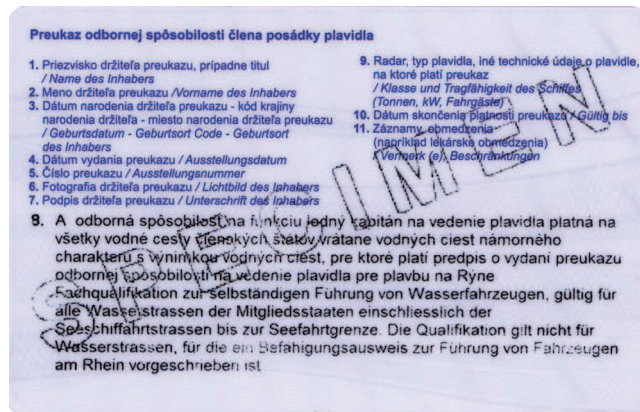 Preukaz odbornej spôsobilosti člena posádky plavidla
1. Priezvisko držiteľa preukazu, prípadne titul
/ Name des Inhabers
2. Meno držiteľa preukazu /Vorname des Inhabers
3. Dátum narodenia držiteľa preukazu - kód krajiny
narodenia držiteľa - miesto narodenia držiteľa preukazu
/ Geburtsdatum - Geburtsort Code - Geburtsort
des Inhabers
4. Dátum vydania preukazu / Ausstellungsdatum
5. Číslo preukazu / Ausstellungsnummer
6. Fotografia držiteľa preukazu / Lichtbild des Inhabers
7. Podpis držiteľa preukazu / Unterschrift des Inhabers
9. Radar, typ plavidla, iné technické údaje o plavidle,
na ktoré platí preukaz
/ Klasse und Tragfähigkeit des Schiffes
(Tonnen, kW, Fahrgäste)
10. Dátum skončenia platnosti preukazu / Gültig bis
11. Záznamy, obmedzenia
(napríklad lekárske obmedzenia)
/ Vermerk (e), Beschränkungen
9. A odborná spôsobilosť na funkciu lodný kapitán na vedenie plavidla platná na
všetky vodné cesty členských štátov vrátane vodných ciest námorného
charakteru s výnimkou vodných ciest, pre ktoré platí predpis o vydaní preukazu
odbornej spôsobilosti na vedenie plavidla pre plavbu na Rýne
Fachqualifikation zur selbständigen Führung von Wasserfahrzeugen, gültig für
alle Wasserstrassen der Mitgliedsstaaten einschliesslich der
Seeschiffahrtstrassen bis zur Seefahrtgrenze. Die Qualifikation gilt nicht für
Wasserstrassen, für die ein Befähigungsausweis zur Führung von Fahrzeugen
am Rhein vorgeschrieben ist
SPECIMEN